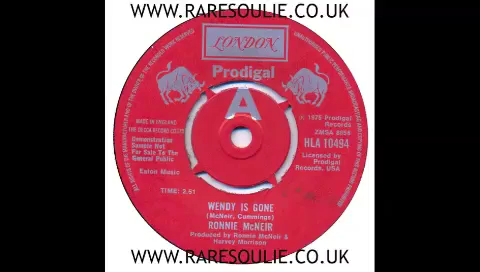 WWW.RARESOULIE.CO.UK
LONDON
Prodigal
A
MADE IN ENGLAND
THE DECCA RECORD CO LTD
Demonstration
Sample Not
For Sale To The
General Public
Eaton Music
TIME: 2.51
℗ 1975 Prodigal
Records
HLA 10494
Licensed by
Prodigal
Records, USA
WENDY IS GONE
(McNeir, Cummings)
RONNIE McNEIR
Produced by Ronnie McNeir &
Harvey Morrison
WWW.RARESOULIE.CO.UK